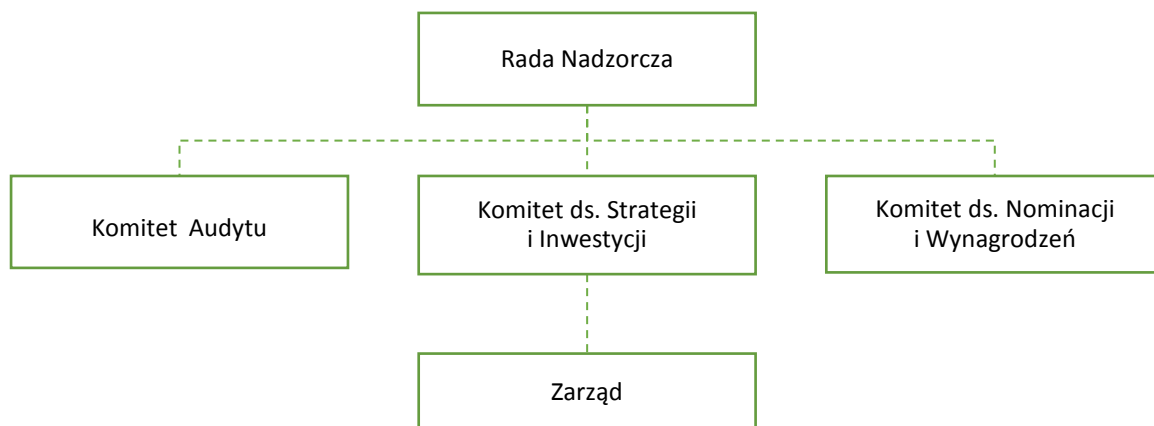 Rada Nadzorcza
Komitet Audytu
Komitet ds. Strategii
i Inwestycji
Komitet ds. Nominacji
i Wynagrodzeń
Zarząd